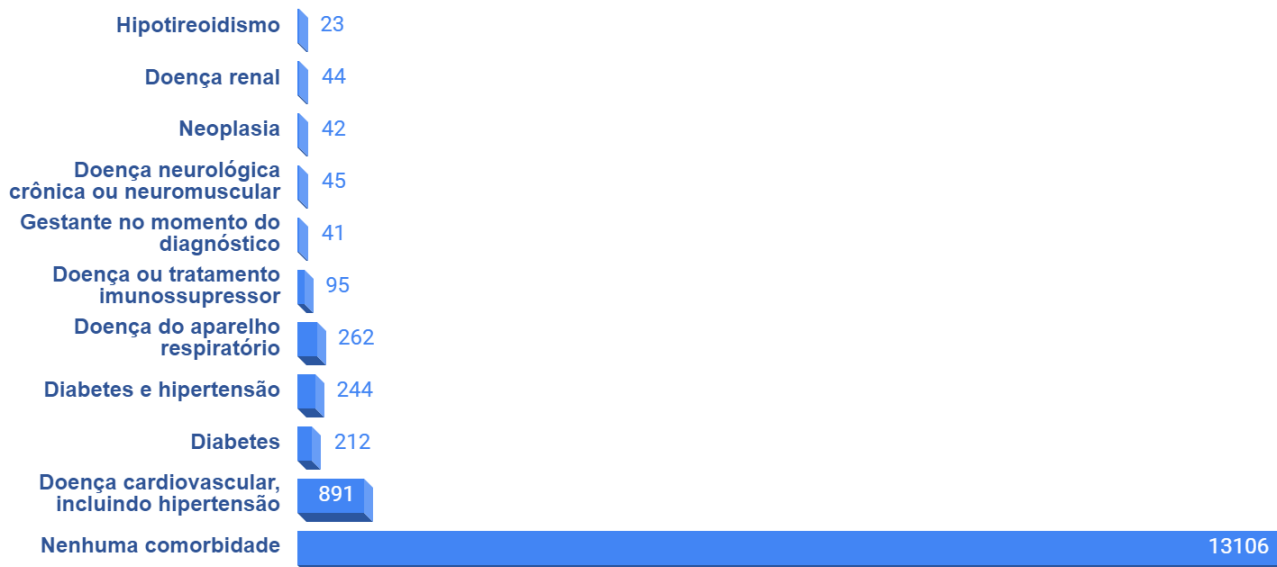 Hipotireoidismo 23
Doença renal 44
Neoplasia 42
Doença neurológica
crônica ou neuromuscular 45
Gestante no momento do
diagnóstico 41
Doença ou tratamento
imunossupressor 95
Doença do aparelho
respiratório 262
Diabetes e hipertensão 244
Diabetes 212
Doença cardiovascular,
incluindo hipertensão 891
Nenhuma comorbidade 13106